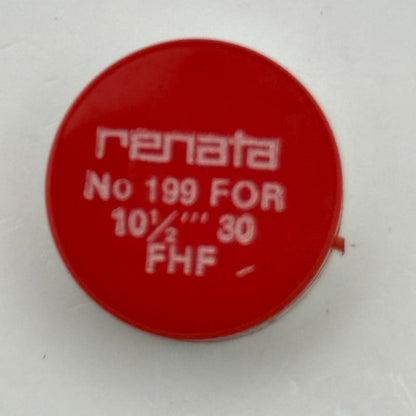 renata
No 199 FOR
10½''' 30
FHF